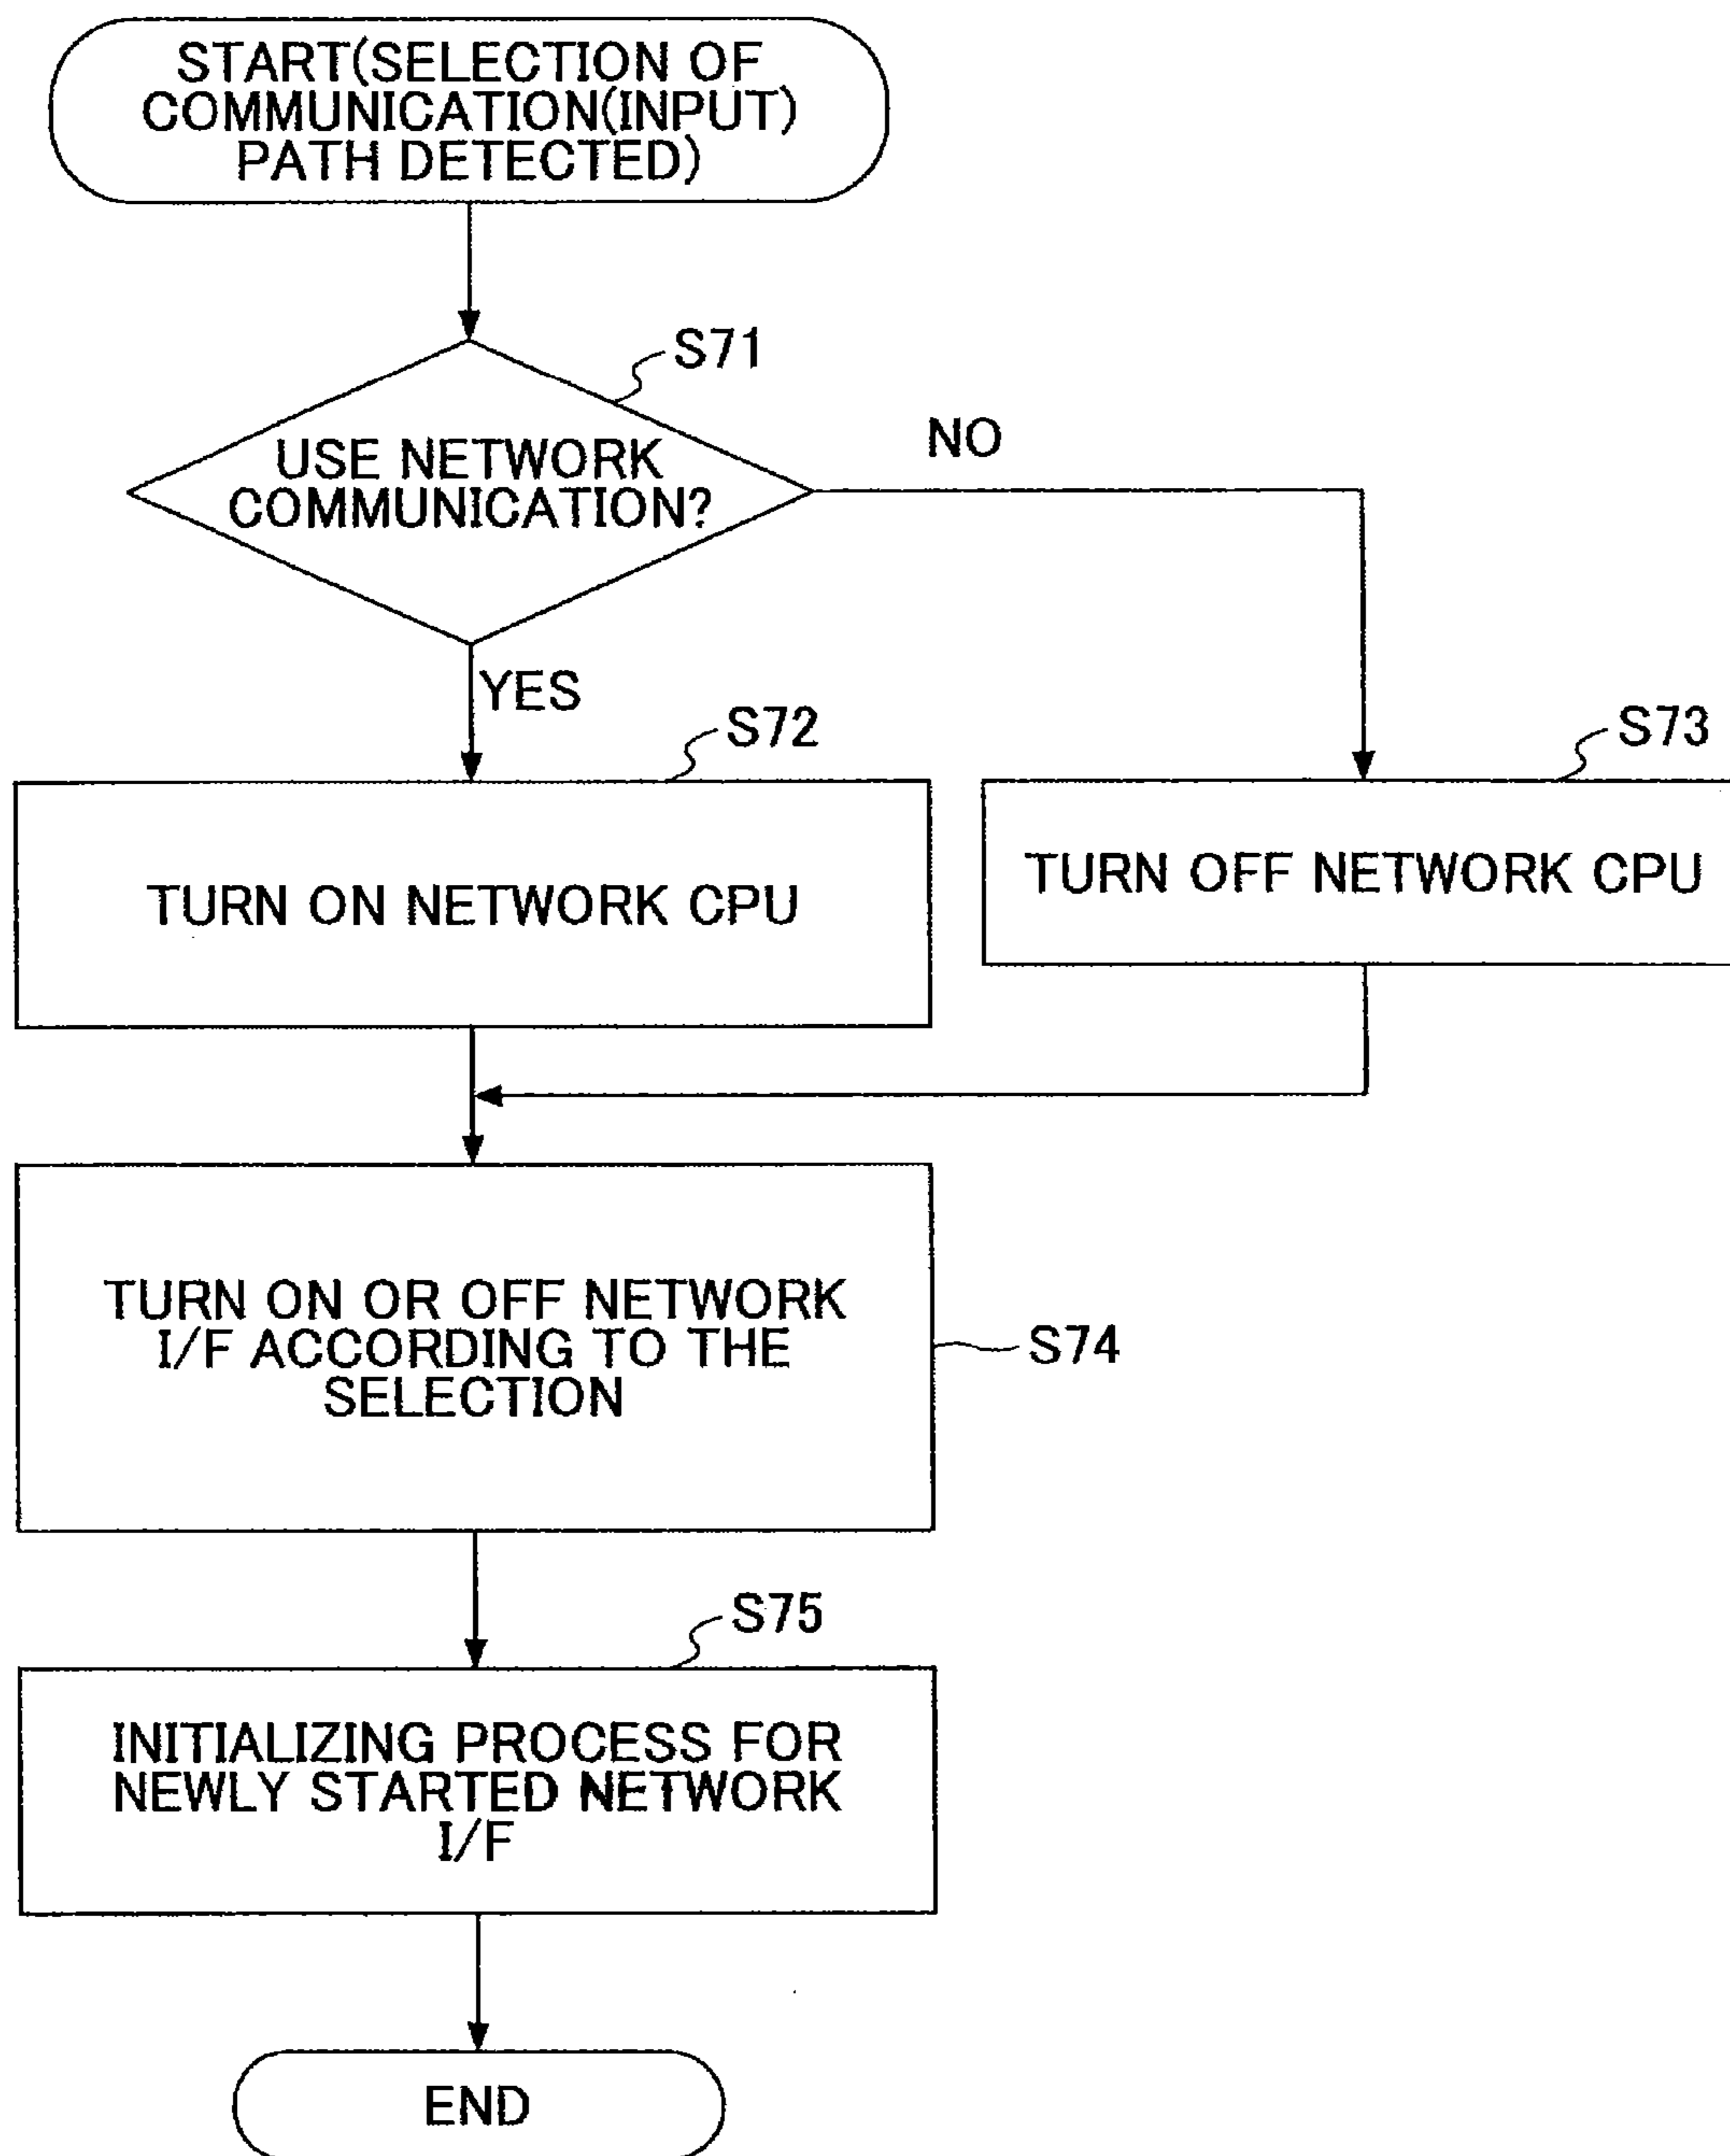 START(SELECTION OF
COMMUNICATION(INPUT)
PATH DETECTED)
S71
USE NETWORK
COMMUNICATION?
NO
YES
S72
TURN ON NETWORK CPU
S73
TURN OFF NETWORK CPU
TURN ON OR OFF NETWORK
I/F ACCORDING TO THE
SELECTION
S74
S75
INITIALIZING PROCESS FOR
NEWLY STARTED NETWORK
I/F
END